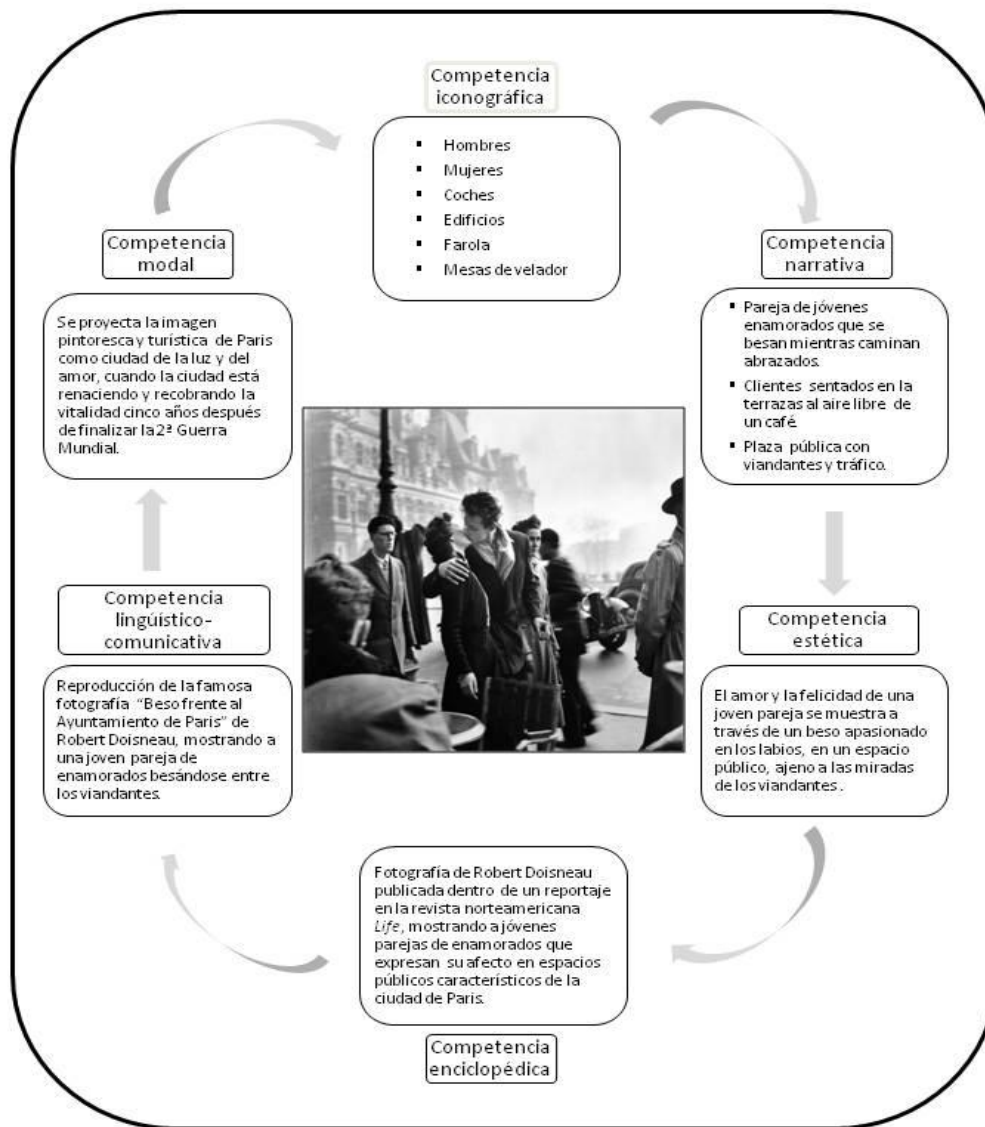 Competencia
iconográfica
▪ Hombres
▪ Mujeres
▪ Coches
▪ Edificios
▪ Farola
▪ Mesas de velador
Competencia
narrativa
▪ Pareja de jóvenes
enamorados que se
besan mientras caminan
abrazados.
▪ Clientes sentados en la
terrazas al aire libre de
un café.
▪ Plaza pública con
viandantes y tráfico.
Competencia
estética
El amor y la felicidad de una
joven pareja se muestra a
través de un beso apasionado
en los labios, en un espacio
público, ajeno a las miradas
de los viandantes .
Fotografía de Robert Doisneau
publicada dentro de un reportaje
en la revista norteamericana
Life, mostrando a jóvenes
parejas de enamorados que
expresan su afecto en espacios
públicos característicos de la
ciudad de Paris.
Competencia
enciclopédica
Competencia
lingüístico-
comunicativa
Reproducción de la famosa
fotografía "Beso frente al
Ayuntamiento de Paris" de
Robert Doisneau, mostrando a
una joven pareja de
enamorados besándose entre
los viandantes.
Competencia
modal
Se proyecta la imagen
pintoresca y turística de Paris
como ciudad de la luz y del
amor, cuando la ciudad está
renaciendo y recobrando la
vitalidad cinco años después
de finalizar la 2ª Guerra
Mundial.